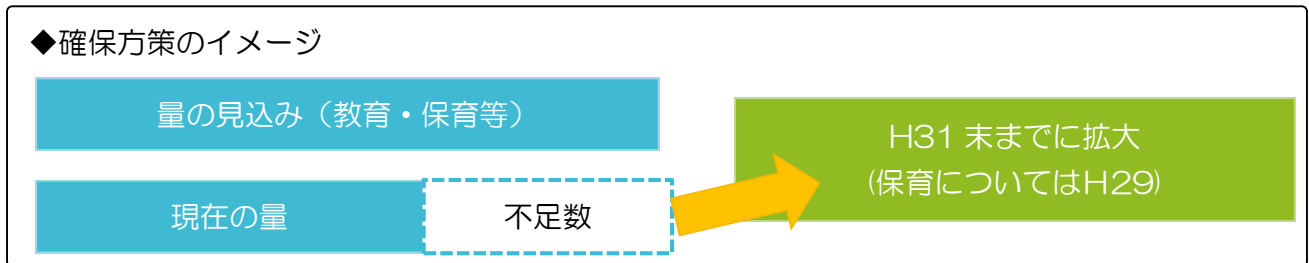 ◆確保方策のイメージ
量の見込み（教育・保育等）
H31 末までに拡大
(保育についてはH29)
現在の量
不足数